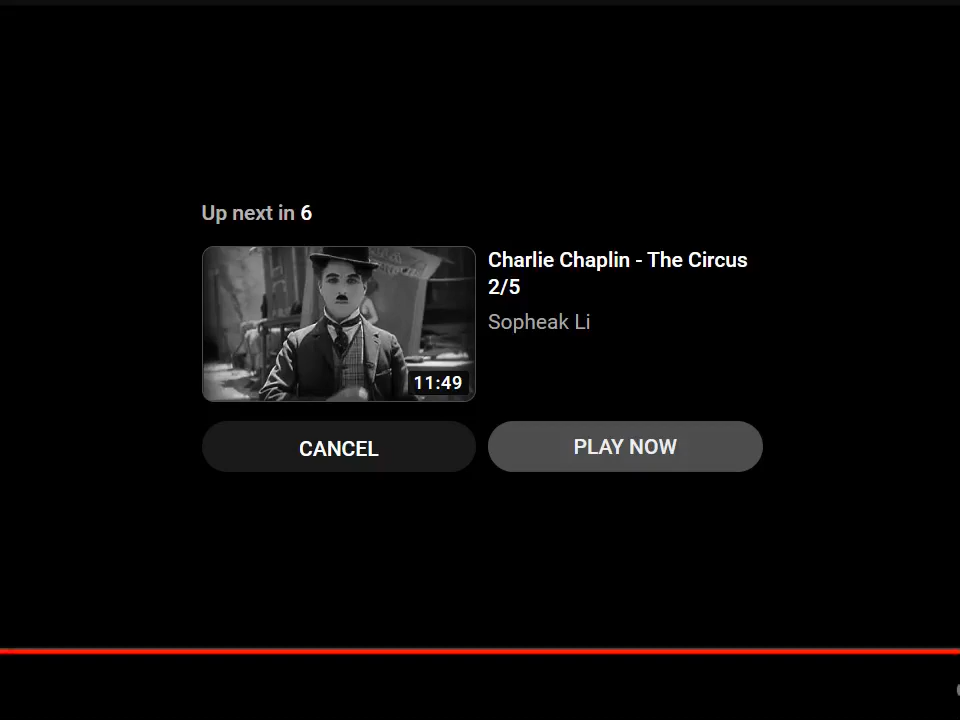 Up next in 6
Charlie Chaplin - The Circus
2/5
Sopheak Li
11:49
CANCEL
PLAY NOW